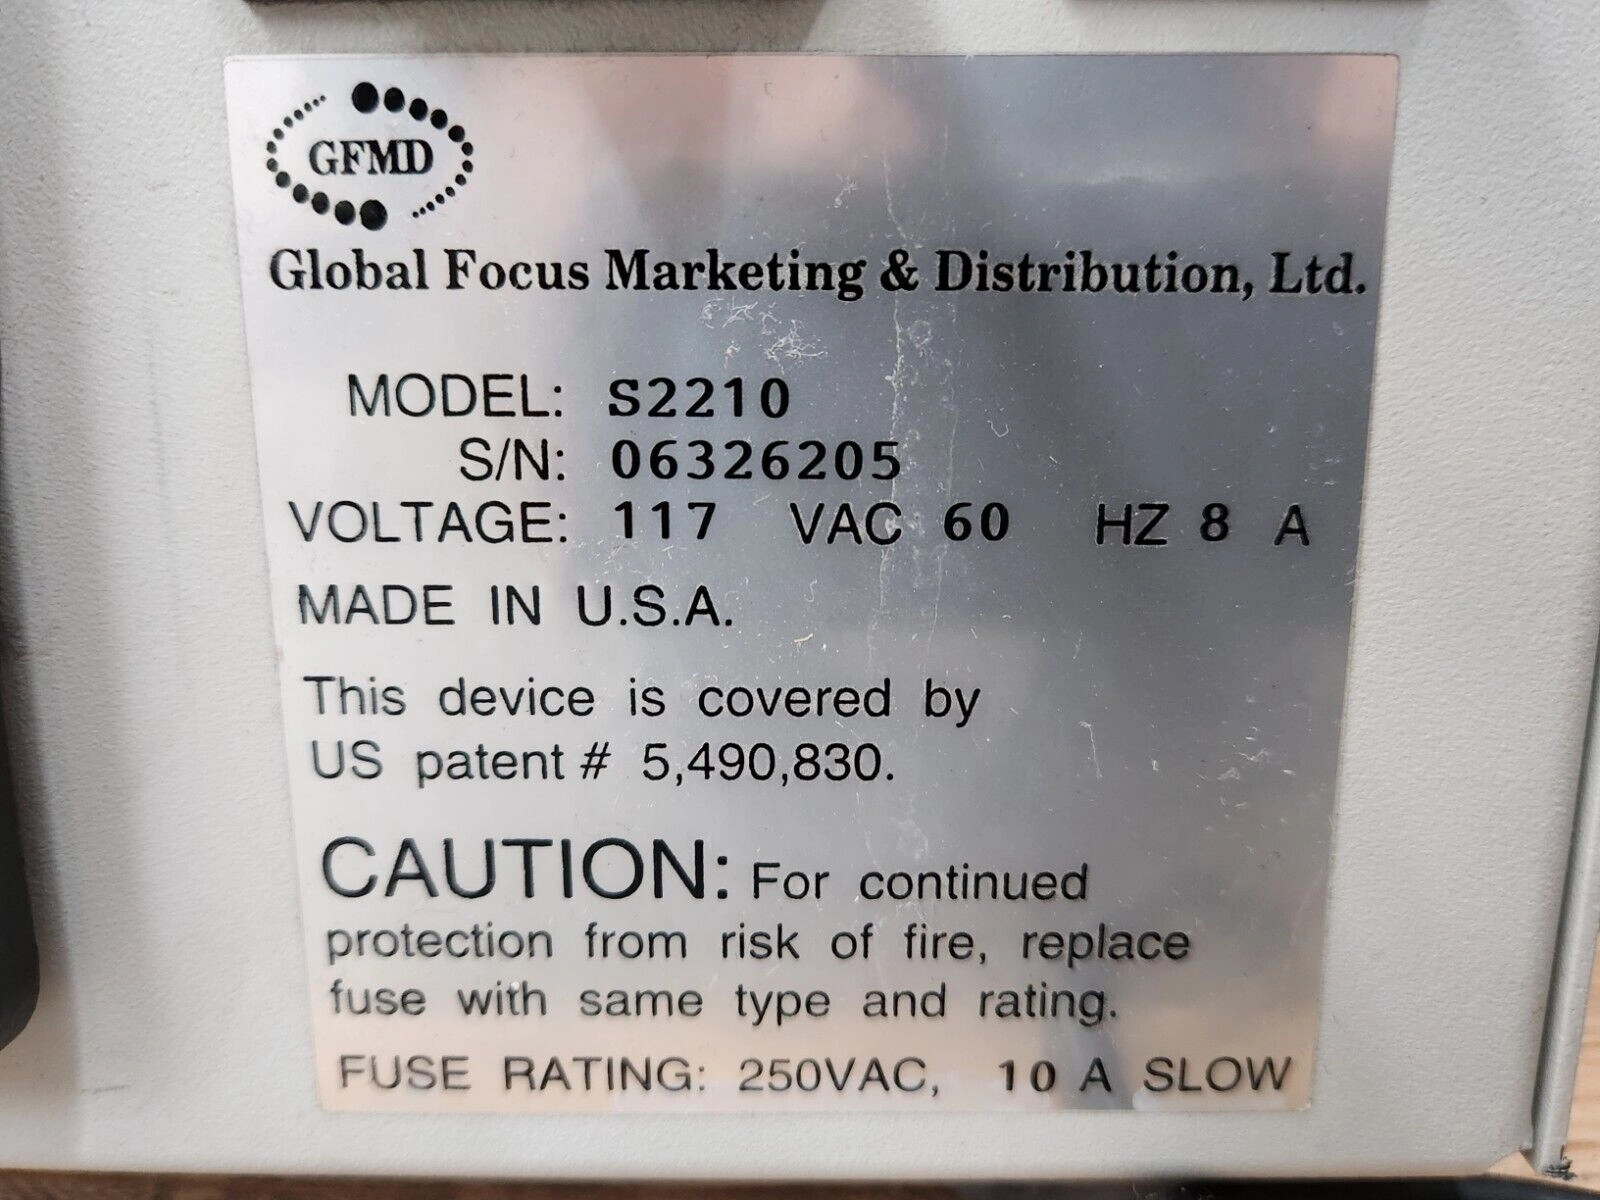 GFMD
Global Focus Marketing & Distribution, Ltd.
MODEL: S2210
S/N: 06326205
VOLTAGE: 117 VAC 60 HZ 8 A
MADE IN U.S.A.
This device is covered by
US patent # 5,490,830.
CAUTION: For continued
protection from risk of fire, replace
fuse with same type and rating.
FUSE RATING: 250VAC, 10 A SLOW